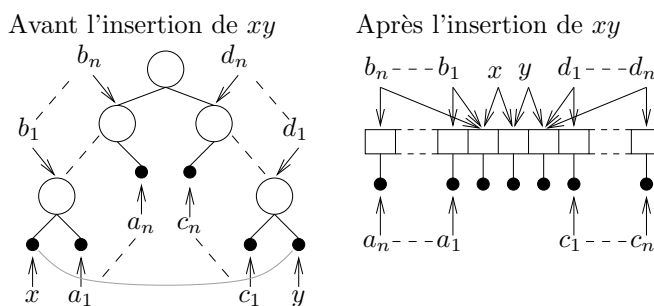 Avant l'insertion de xy
Après l'insertion de xy
b_n d_n
b_1 d_1
a_n c_n
x a_1 c_1 y
b_n b_1 x y d_1 d_n
a_n a_1 c_1 c_n